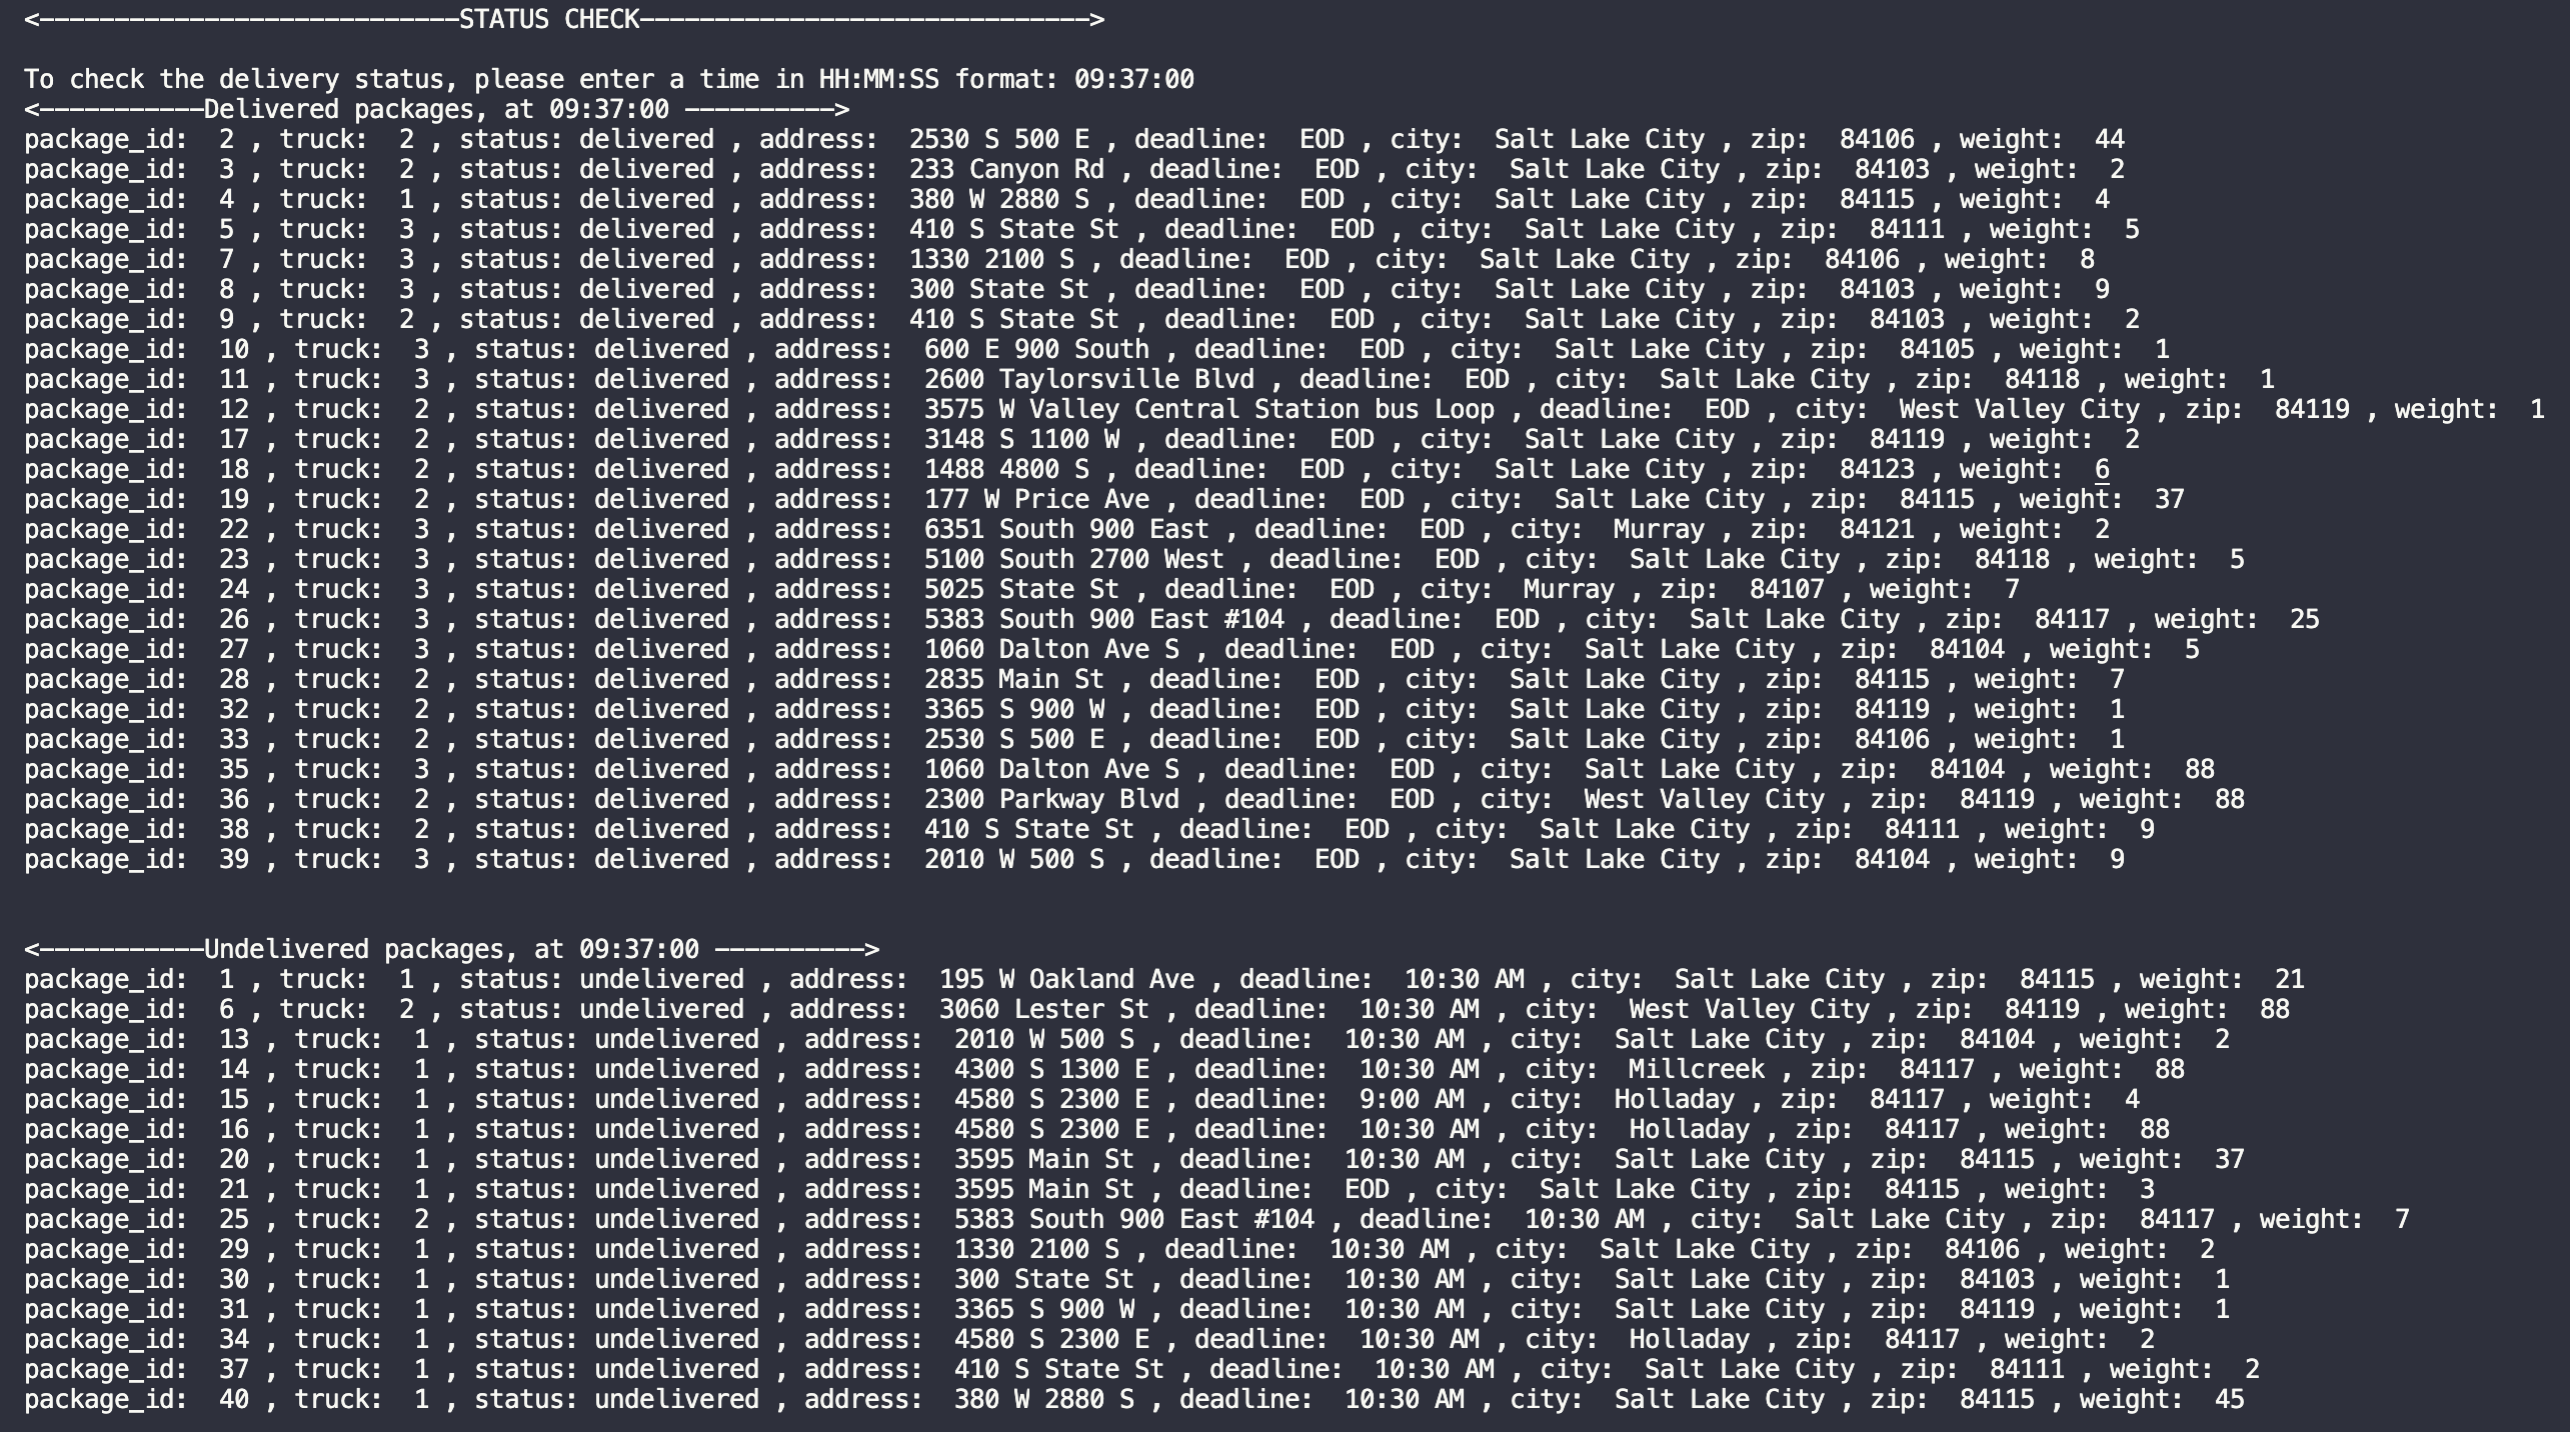 <----------------------------STATUS CHECK------------------------------>
To check the delivery status, please enter a time in HH:MM:SS format: 09:37:00
<-----------Delivered packages, at 09:37:00 ---------->
package_id:  2 , truck:  2 , status: delivered , address:  2530 S 500 E , deadline:  EOD , city:  Salt Lake City , zip:  84106 , weight:  44
package_id:  3 , truck:  2 , status: delivered , address:  233 Canyon Rd , deadline:  EOD , city:  Salt Lake City , zip:  84103 , weight:  2
package_id:  4 , truck:  1 , status: delivered , address:  380 W 2880 S , deadline:  EOD , city:  Salt Lake City , zip:  84115 , weight:  4
package_id:  5 , truck:  3 , status: delivered , address:  410 S State St , deadline:  EOD , city:  Salt Lake City , zip:  84111 , weight:  5
package_id:  7 , truck:  3 , status: delivered , address:  1330 2100 S , deadline:  EOD , city:  Salt Lake City , zip:  84106 , weight:  8
package_id:  8 , truck:  3 , status: delivered , address:  300 State St , deadline:  EOD , city:  Salt Lake City , zip:  84103 , weight:  9
package_id:  9 , truck:  2 , status: delivered , address:  410 S State St , deadline:  EOD , city:  Salt Lake City , zip:  84103 , weight:  2
package_id:  10 , truck:  3 , status: delivered , address:  600 E 900 South , deadline:  EOD , city:  Salt Lake City , zip:  84105 , weight:  1
package_id:  11 , truck:  3 , status: delivered , address:  2600 Taylorsville Blvd , deadline:  EOD , city:  Salt Lake City , zip:  84118 , weight:  1
package_id:  12 , truck:  2 , status: delivered , address:  3575 W Valley Central Station bus Loop , deadline:  EOD , city:  West Valley City , zip:  84119 , weight:  1
package_id:  17 , truck:  2 , status: delivered , address:  3148 S 1100 W , deadline:  EOD , city:  Salt Lake City , zip:  84119 , weight:  2
package_id:  18 , truck:  2 , status: delivered , address:  1488 4800 S , deadline:  EOD , city:  Salt Lake City , zip:  84123 , weight:  6
package_id:  19 , truck:  2 , status: delivered , address:  177 W Price Ave , deadline:  EOD , city:  Salt Lake City , zip:  84115 , weight:  37
package_id:  22 , truck:  3 , status: delivered , address:  6351 South 900 East , deadline:  EOD , city:  Murray , zip:  84121 , weight:  2
package_id:  23 , truck:  3 , status: delivered , address:  5100 South 2700 West , deadline:  EOD , city:  Salt Lake City , zip:  84118 , weight:  5
package_id:  24 , truck:  3 , status: delivered , address:  5025 State St , deadline:  EOD , city:  Murray , zip:  84107 , weight:  7
package_id:  26 , truck:  3 , status: delivered , address:  5383 South 900 East #104 , deadline:  EOD , city:  Salt Lake City , zip:  84117 , weight:  25
package_id:  27 , truck:  3 , status: delivered , address:  1060 Dalton Ave S , deadline:  EOD , city:  Salt Lake City , zip:  84104 , weight:  5
package_id:  28 , truck:  2 , status: delivered , address:  2835 Main St , deadline:  EOD , city:  Salt Lake City , zip:  84115 , weight:  7
package_id:  32 , truck:  2 , status: delivered , address:  3365 S 900 W , deadline:  EOD , city:  Salt Lake City , zip:  84119 , weight:  1
package_id:  33 , truck:  2 , status: delivered , address:  2530 S 500 E , deadline:  EOD , city:  Salt Lake City , zip:  84106 , weight:  1
package_id:  35 , truck:  3 , status: delivered , address:  1060 Dalton Ave S , deadline:  EOD , city:  Salt Lake City , zip:  84104 , weight:  88
package_id:  36 , truck:  2 , status: delivered , address:  2300 Parkway Blvd , deadline:  EOD , city:  West Valley City , zip:  84119 , weight:  88
package_id:  38 , truck:  2 , status: delivered , address:  410 S State St , deadline:  EOD , city:  Salt Lake City , zip:  84111 , weight:  9
package_id:  39 , truck:  3 , status: delivered , address:  2010 W 500 S , deadline:  EOD , city:  Salt Lake City , zip:  84104 , weight:  9
<-----------Undelivered packages, at 09:37:00 ---------->
package_id:  1 , truck:  1 , status: undelivered , address:  195 W Oakland Ave , deadline:  10:30 AM , city:  Salt Lake City , zip:  84115 , weight:  21
package_id:  6 , truck:  2 , status: undelivered , address:  3060 Lester St , deadline:  10:30 AM , city:  West Valley City , zip:  84119 , weight:  88
package_id:  13 , truck:  1 , status: undelivered , address:  2010 W 500 S , deadline:  10:30 AM , city:  Salt Lake City , zip:  84104 , weight:  2
package_id:  14 , truck:  1 , status: undelivered , address:  4300 S 1300 E , deadline:  10:30 AM , city:  Millcreek , zip:  84117 , weight:  88
package_id:  15 , truck:  1 , status: undelivered , address:  4580 S 2300 E , deadline:  9:00 AM , city:  Holladay , zip:  84117 , weight:  4
package_id:  16 , truck:  1 , status: undelivered , address:  4580 S 2300 E , deadline:  10:30 AM , city:  Holladay , zip:  84117 , weight:  88
package_id:  20 , truck:  1 , status: undelivered , address:  3595 Main St , deadline:  10:30 AM , city:  Salt Lake City , zip:  84115 , weight:  37
package_id:  21 , truck:  1 , status: undelivered , address:  3595 Main St , deadline:  EOD , city:  Salt Lake City , zip:  84115 , weight:  3
package_id:  25 , truck:  2 , status: undelivered , address:  5383 South 900 East #104 , deadline:  10:30 AM , city:  Salt Lake City , zip:  84117 , weight:  7
package_id:  29 , truck:  1 , status: undelivered , address:  1330 2100 S , deadline:  10:30 AM , city:  Salt Lake City , zip:  84106 , weight:  2
package_id:  30 , truck:  1 , status: undelivered , address:  300 State St , deadline:  10:30 AM , city:  Salt Lake City , zip:  84103 , weight:  1
package_id:  31 , truck:  1 , status: undelivered , address:  3365 S 900 W , deadline:  10:30 AM , city:  Salt Lake City , zip:  84119 , weight:  1
package_id:  34 , truck:  1 , status: undelivered , address:  4580 S 2300 E , deadline:  10:30 AM , city:  Holladay , zip:  84117 , weight:  2
package_id:  37 , truck:  1 , status: undelivered , address:  410 S State St , deadline:  10:30 AM , city:  Salt Lake City , zip:  84111 , weight:  2
package_id:  40 , truck:  1 , status: undelivered , address:  380 W 2880 S , deadline:  10:30 AM , city:  Salt Lake City , zip:  84115 , weight:  45